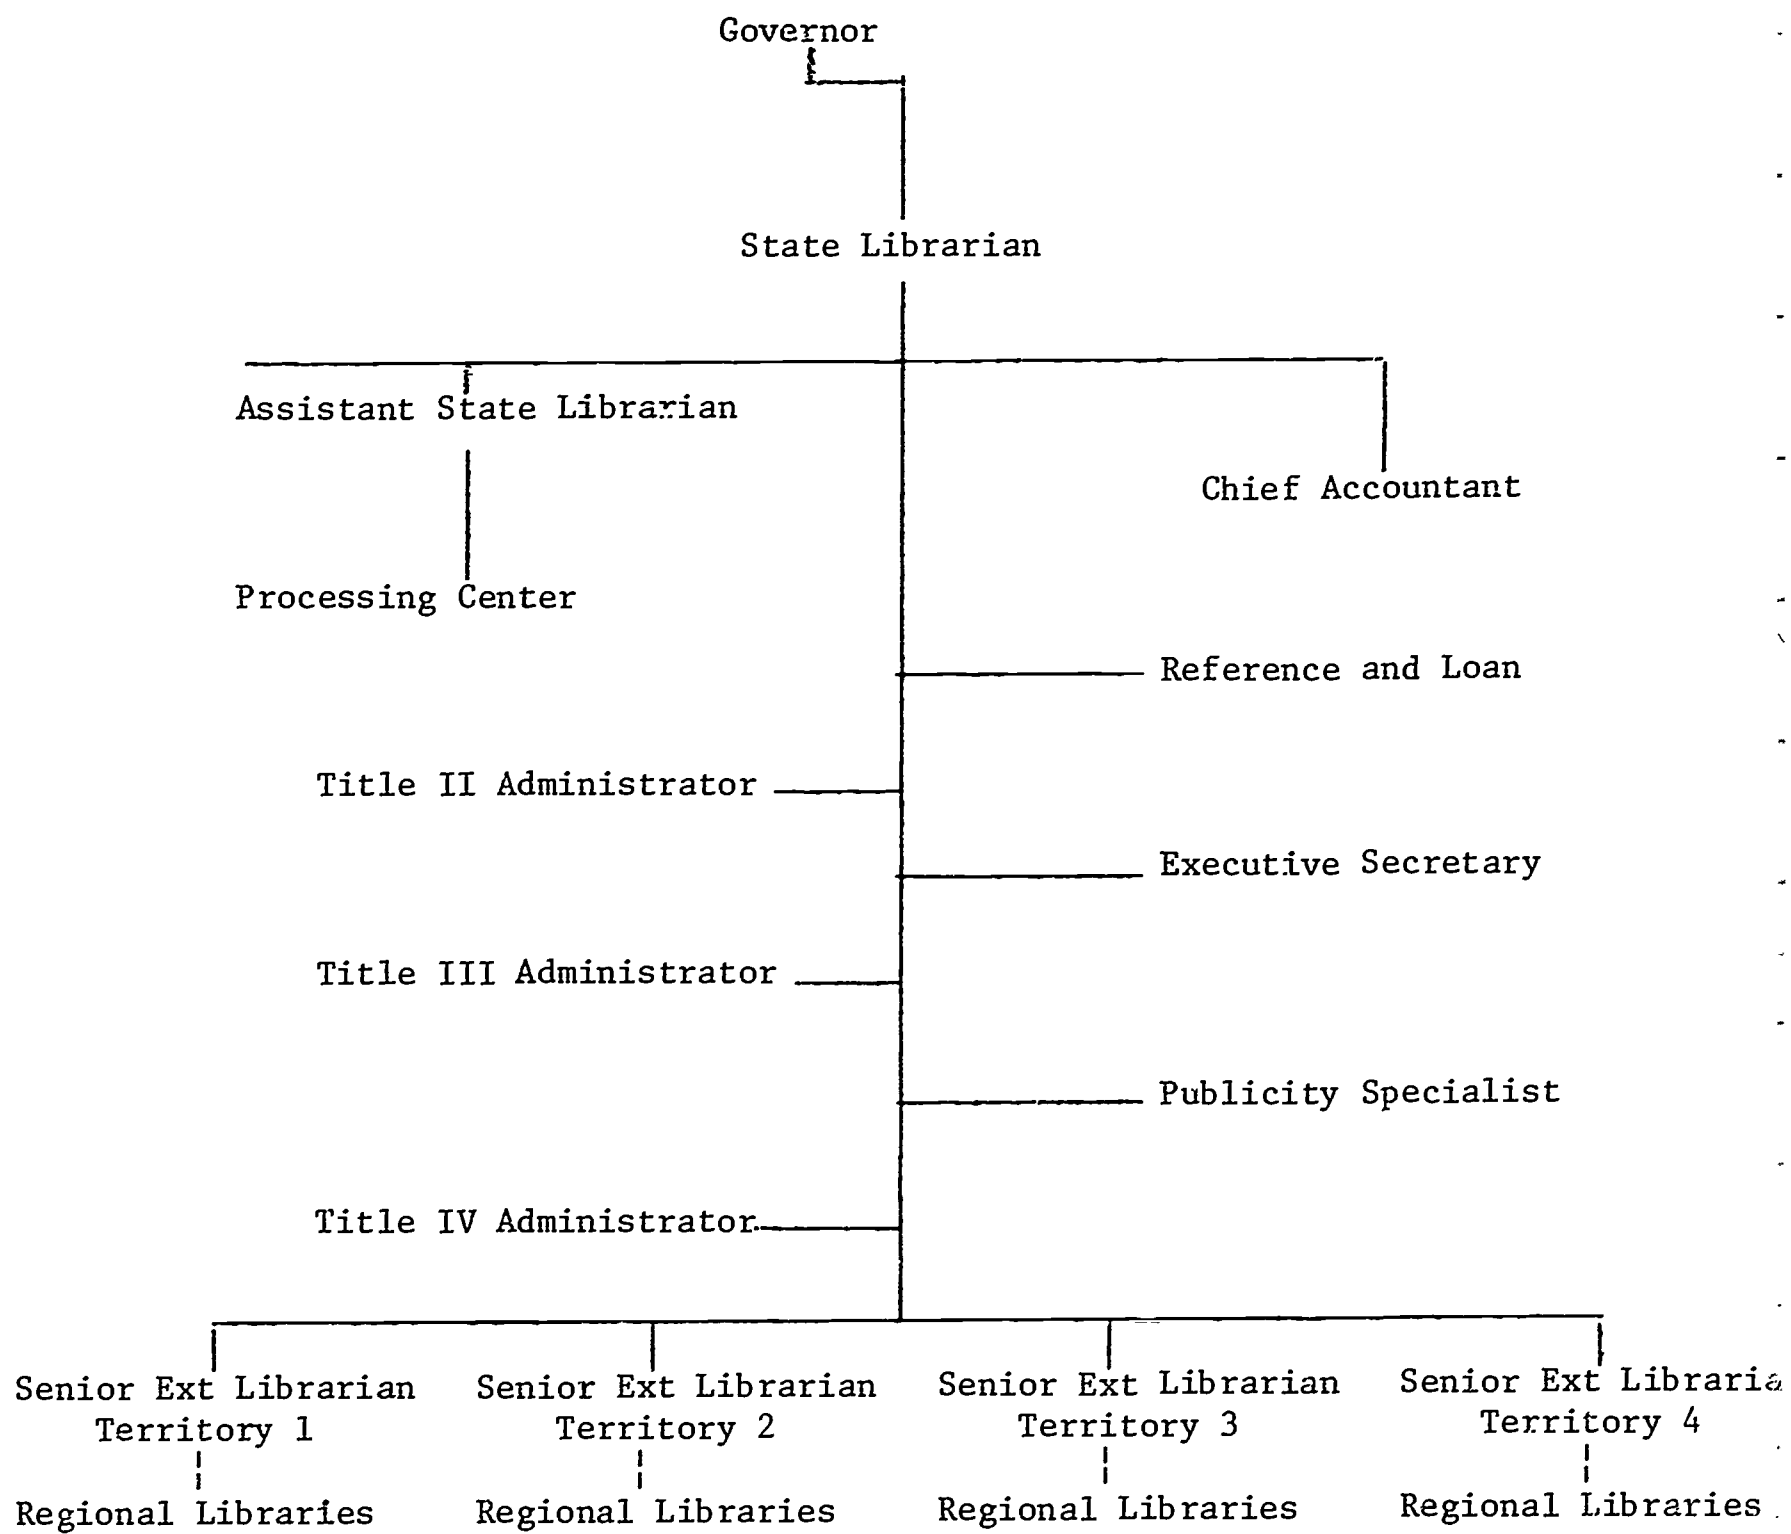 Governor
State Librarian
Assistant State Librarian
Chief Accountant
Processing Center
Reference and Loan
Title II Administrator
Executive Secretary
Title III Administrator
Publicity Specialist
Title IV Administrator
Senior Ext Librarian
Territory 1
Regional Libraries
Senior Ext Librarian
Territory 2
Regional Libraries
Senior Ext Librarian
Territory 3
Regional Libraries
Senior Ext Libraria
Territory 4
Regional Libraries